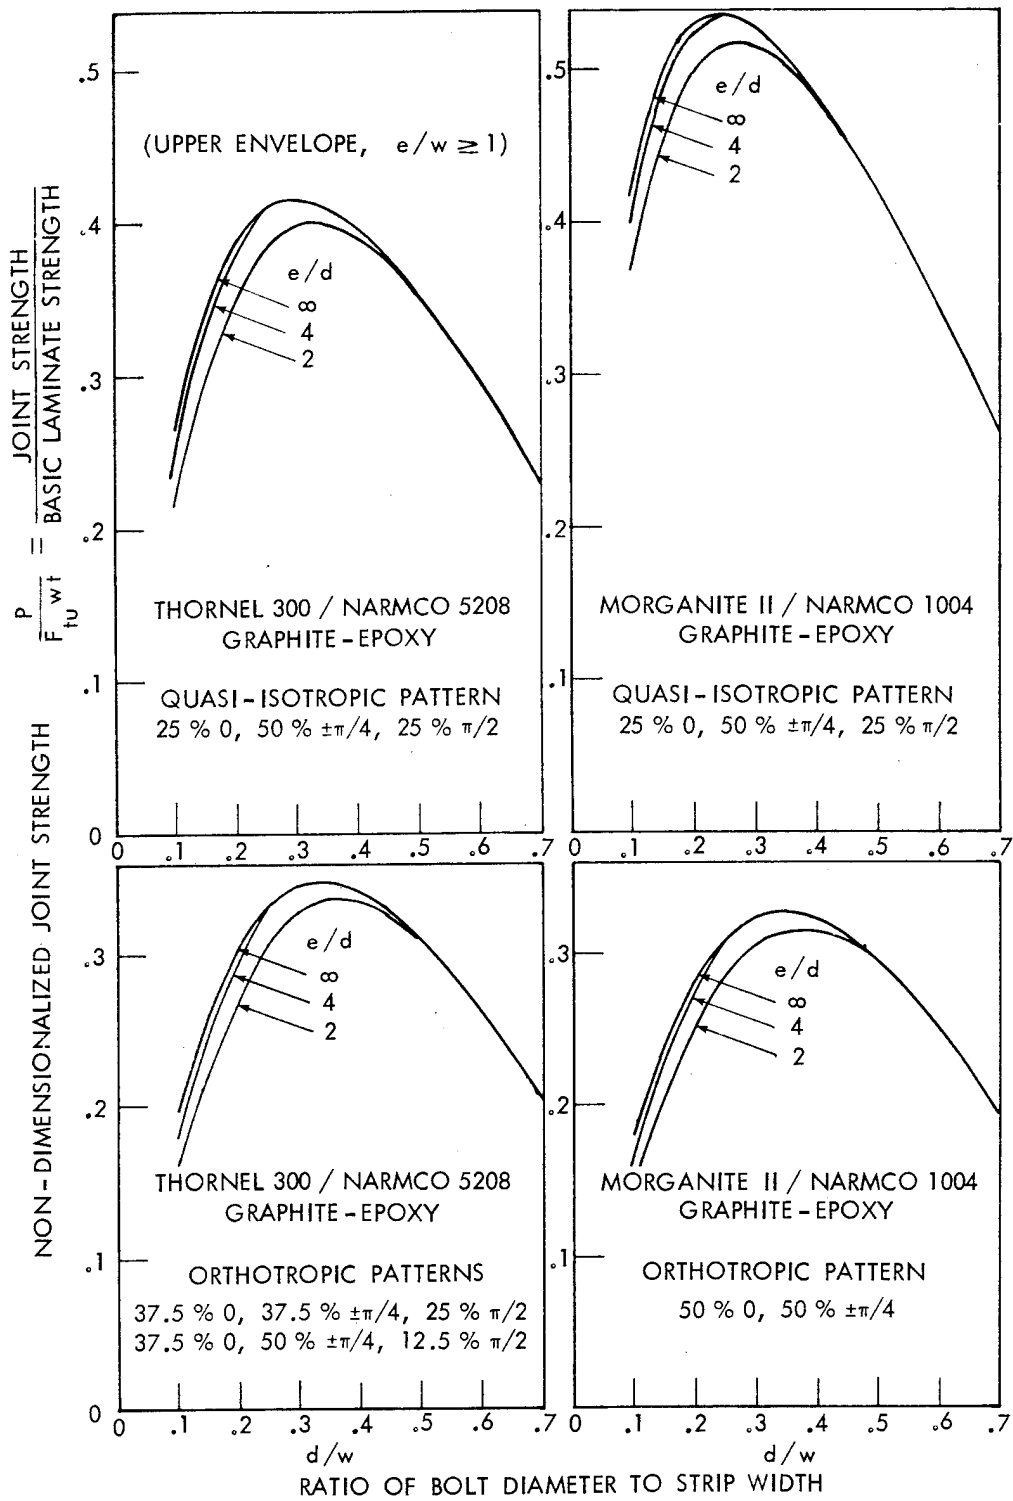 NON-DIMENSIONALIZED JOINT STRENGTH P / F tu wt = JOINT STRENGTH / BASIC LAMINATE STRENGTH
.5
.4
.3
.2
.1
0
(UPPER ENVELOPE, e/w ≥ 1)
e/d
∞
4
2
THORNEL 300 / NARMCO 5208
GRAPHITE-EPOXY
QUASI-ISOTROPIC PATTERN
25 % 0, 50 % ±π/4, 25 % π/2
0 .1 .2 .3 .4 .5 .6 .7
.5
.4
.3
.2
.1
e/d
∞
4
2
MORGANITE II / NARMCO 1004
GRAPHITE-EPOXY
QUASI-ISOTROPIC PATTERN
25 % 0, 50 % ±π/4, 25 % π/2
0 .1 .2 .3 .4 .5 .6 .7
.3
.2
.1
0
e/d
∞
4
2
THORNEL 300 / NARMCO 5208
GRAPHITE-EPOXY
ORTHOTROPIC PATTERNS
37.5 % 0, 37.5 % ±π/4, 25 % π/2
37.5 % 0, 50 % ±π/4, 12.5 % π/2
0 .1 .2 .3 .4 .5 .6 .7
d/w
.3
.2
.1
e/d
∞
4
2
MORGANITE II / NARMCO 1004
GRAPHITE-EPOXY
ORTHOTROPIC PATTERN
50 % 0, 50 % ±π/4
0 .1 .2 .3 .4 .5 .6 .7
d/w
RATIO OF BOLT DIAMETER TO STRIP WIDTH